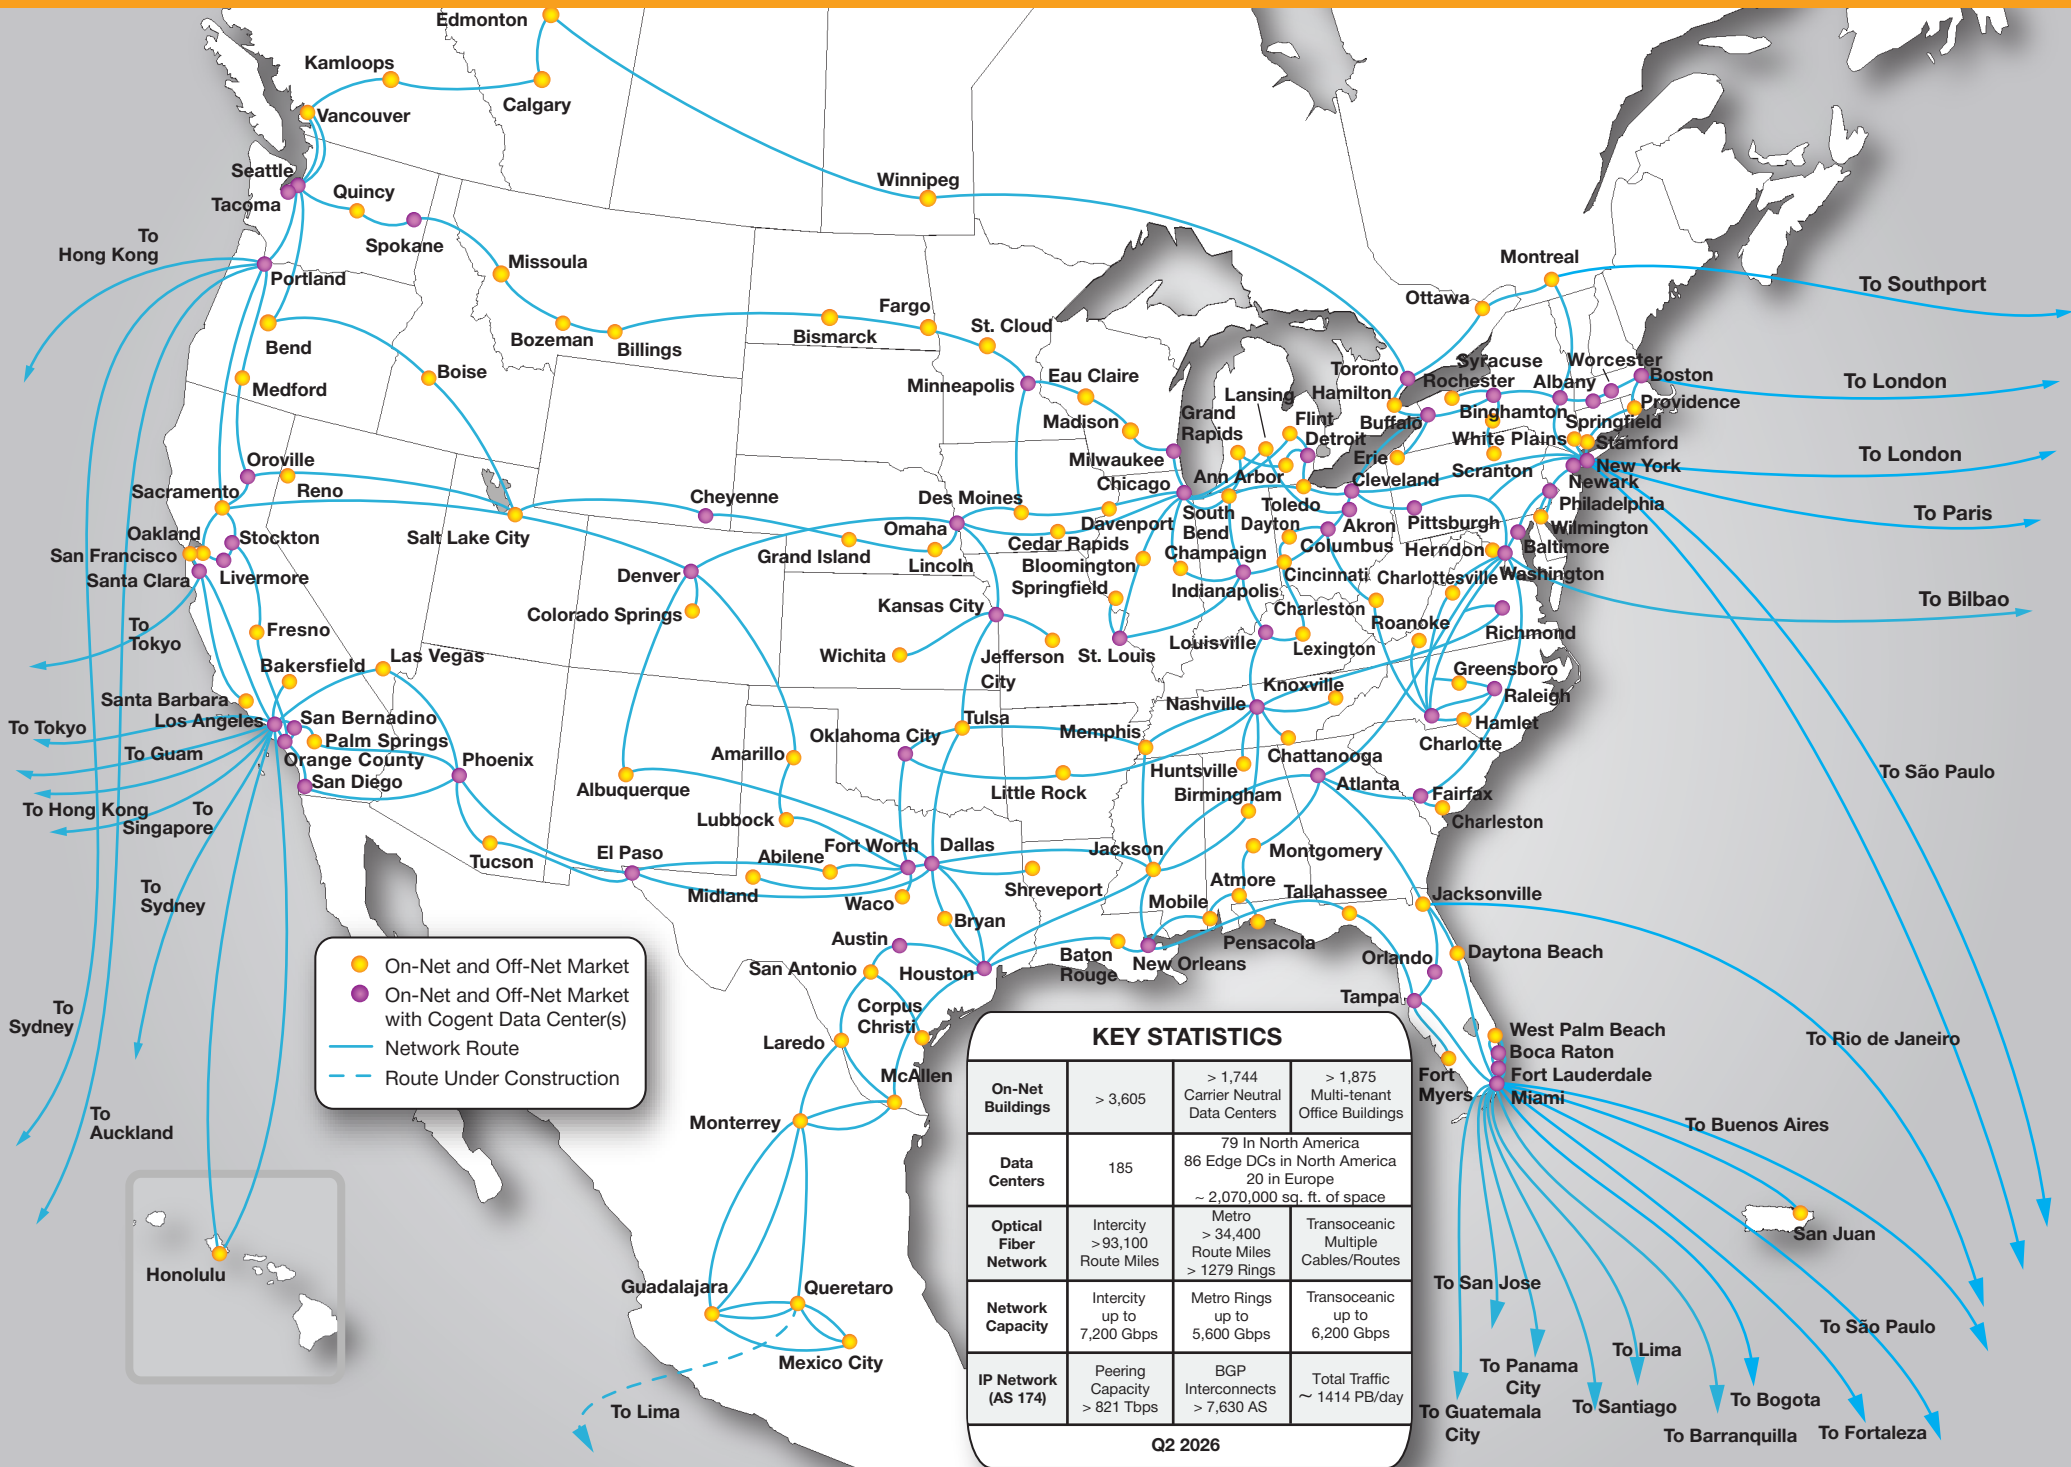 Edmonton
Kamloops
Calgary
Vancouver
Seattle
Tacoma
Quincy
Spokane
Winnipeg
To
Hong Kong
Portland
Missoula
Montreal
Ottawa
To Southport
Bend
Bozeman
Billings
Bismarck
Fargo
St. Cloud
Medford
Boise
Minneapolis
Eau Claire
Madison
Lansing
Grand
Rapids
Flint
Detroit
Toronto
Hamilton
Syracuse
Rochester
Worcester
Albany
Boston
To London
Providence
Binghamton
Springfield
Buffalo
White Plains
Stamford
Milwaukee
Chicago
Ann Arbor
Erie
Scranton
New York
To London
Newark
Oroville
Reno
Sacramento
Cheyenne
Des Moines
Omaha
Davenport
South
Bend
Toledo
Cleveland
Akron
Pittsburgh
Philadelphia
Wilmington
To Paris
Oakland
San Francisco
Stockton
Santa Clara
Livermore
Salt Lake City
Grand Island
Lincoln
Cedar Rapids
Bloomington
Springfield
Champaign
Dayton
Columbus
Herndon
Baltimore
Washington
Denver
Colorado Springs
Kansas City
Indianapolis
Cincinnati
Charlottesville
Charleston
Roanoke
Richmond
To Bilbao
To
Tokyo
Fresno
Bakersfield
Las Vegas
Wichita
Jefferson
City
St. Louis
Louisville
Lexington
Greensboro
Raleigh
Santa Barbara
Los Angeles
San Bernadino
Palm Springs
Orange County
San Diego
Phoenix
Knoxville
Nashville
Hamlet
Charlotte
To Tokyo
To Guam
To Hong Kong
To
Singapore
Amarillo
Albuquerque
Oklahoma City
Tulsa
Memphis
Little Rock
Chattanooga
Huntsville
Birmingham
Atlanta
Fairfax
Charleston
To São Paulo
Lubbock
Tucson
El Paso
Abilene
Midland
Fort Worth
Dallas
Waco
Shreveport
Jackson
Montgomery
To
Sydney
Bryan
Atmore
Mobile
Tallahassee
Pensacola
Jacksonville
Austin
San Antonio
Houston
Baton
Rouge
New Orleans
Orlando
Daytona Beach
Tampa
On-Net and Off-Net Market
On-Net and Off-Net Market
with Cogent Data Center(s)
Network Route
Route Under Construction
To
Sydney
To
Auckland
Corpus
Christi
Laredo
McAllen
Monterrey
West Palm Beach
Boca Raton
Fort Lauderdale
Miami
Fort
Myers
To Rio de Janeiro
To Buenos Aires
San Juan
Honolulu
Guadalajara
Queretaro
Mexico City
To Lima
KEY STATISTICS
On-Net
Buildings
> 3,605
> 1,744
Carrier Neutral
Data Centers
> 1,875
Multi-tenant
Office Buildings
Data
Centers
185
79 In North America
86 Edge DCs in North America
20 in Europe
~ 2,070,000 sq. ft. of space
Optical
Fiber
Network
Intercity
>93,100
Route Miles
Metro
> 34,400
Route Miles
> 1279 Rings
Transoceanic
Multiple
Cables/Routes
Network
Capacity
Intercity
up to
7,200 Gbps
Metro Rings
up to
5,600 Gbps
Transoceanic
up to
6,200 Gbps
IP Network
(AS 174)
Peering
Capacity
> 821 Tbps
BGP
Interconnects
> 7,630 AS
Total Traffic
~ 1414 PB/day
Q2 2026
To San Jose
To São Paulo
To Lima
To Panama
City
To Bogota
To Santiago
To Guatemala
City
To Barranquilla
To Fortaleza